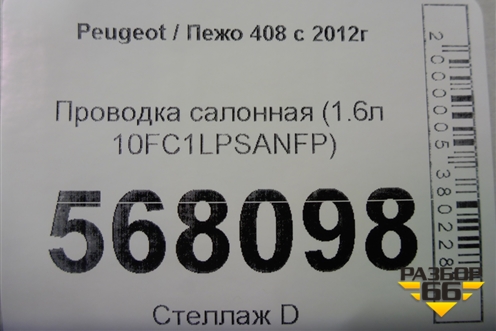 Peugeot / Пежо 408 с 2012г
Проводка салонная (1.6л
10FC1LPSANFP)
568098
Стеллаж D
2000005380228
РАЗБОР
66